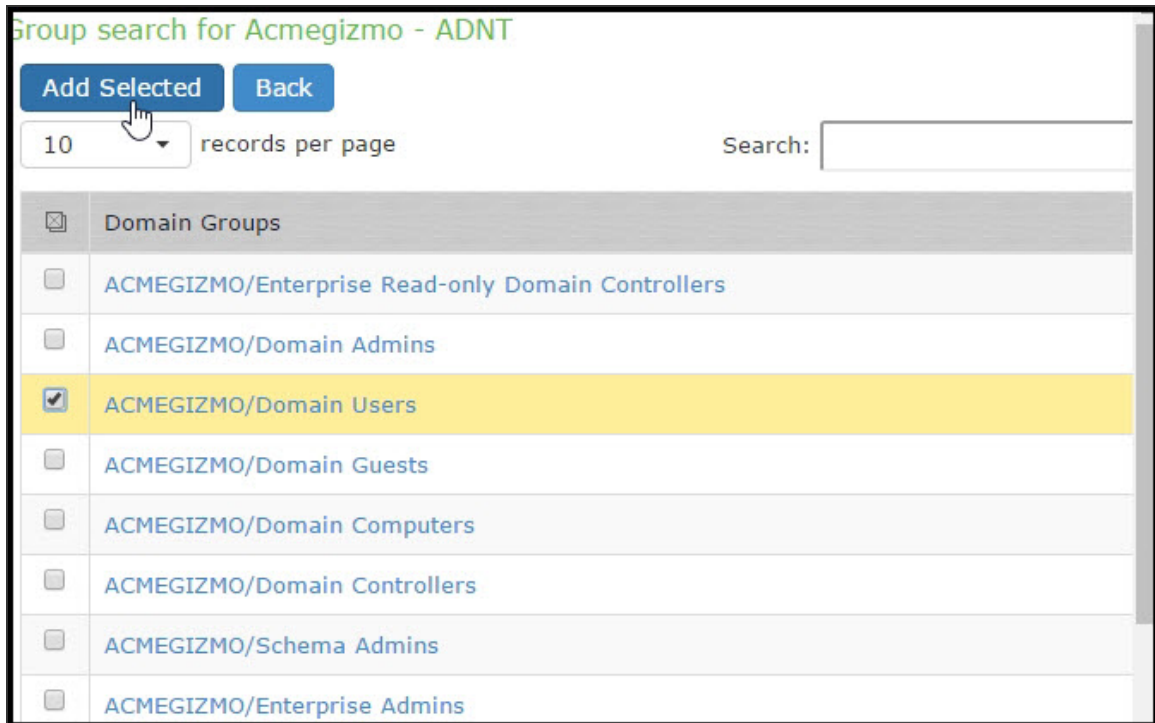 Group search for Acmegizmo - ADNT
Add Selected Back
10 records per page Search:
Domain Groups
ACMEGIZMO/Enterprise Read-only Domain Controllers
ACMEGIZMO/Domain Admins
ACMEGIZMO/Domain Users
ACMEGIZMO/Domain Guests
ACMEGIZMO/Domain Computers
ACMEGIZMO/Domain Controllers
ACMEGIZMO/Schema Admins
ACMEGIZMO/Enterprise Admins